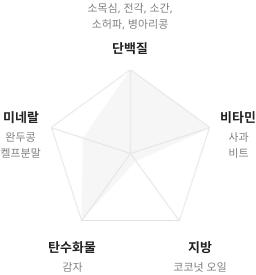 소목심, 전각, 소간,
소허파, 병아리콩
단백질
미네랄
완두콩
켈프분말
비타민
사과
비트
탄수화물
감자
지방
코코넛 오일